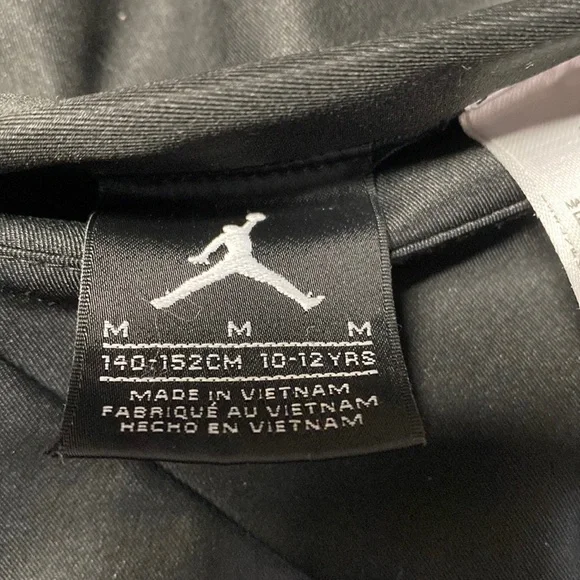 M M M
140-152CM 10-12YRS
MADE IN VIETNAM
FABRIQUÉ AU VIETNAM
HECHO EN VIETNAM